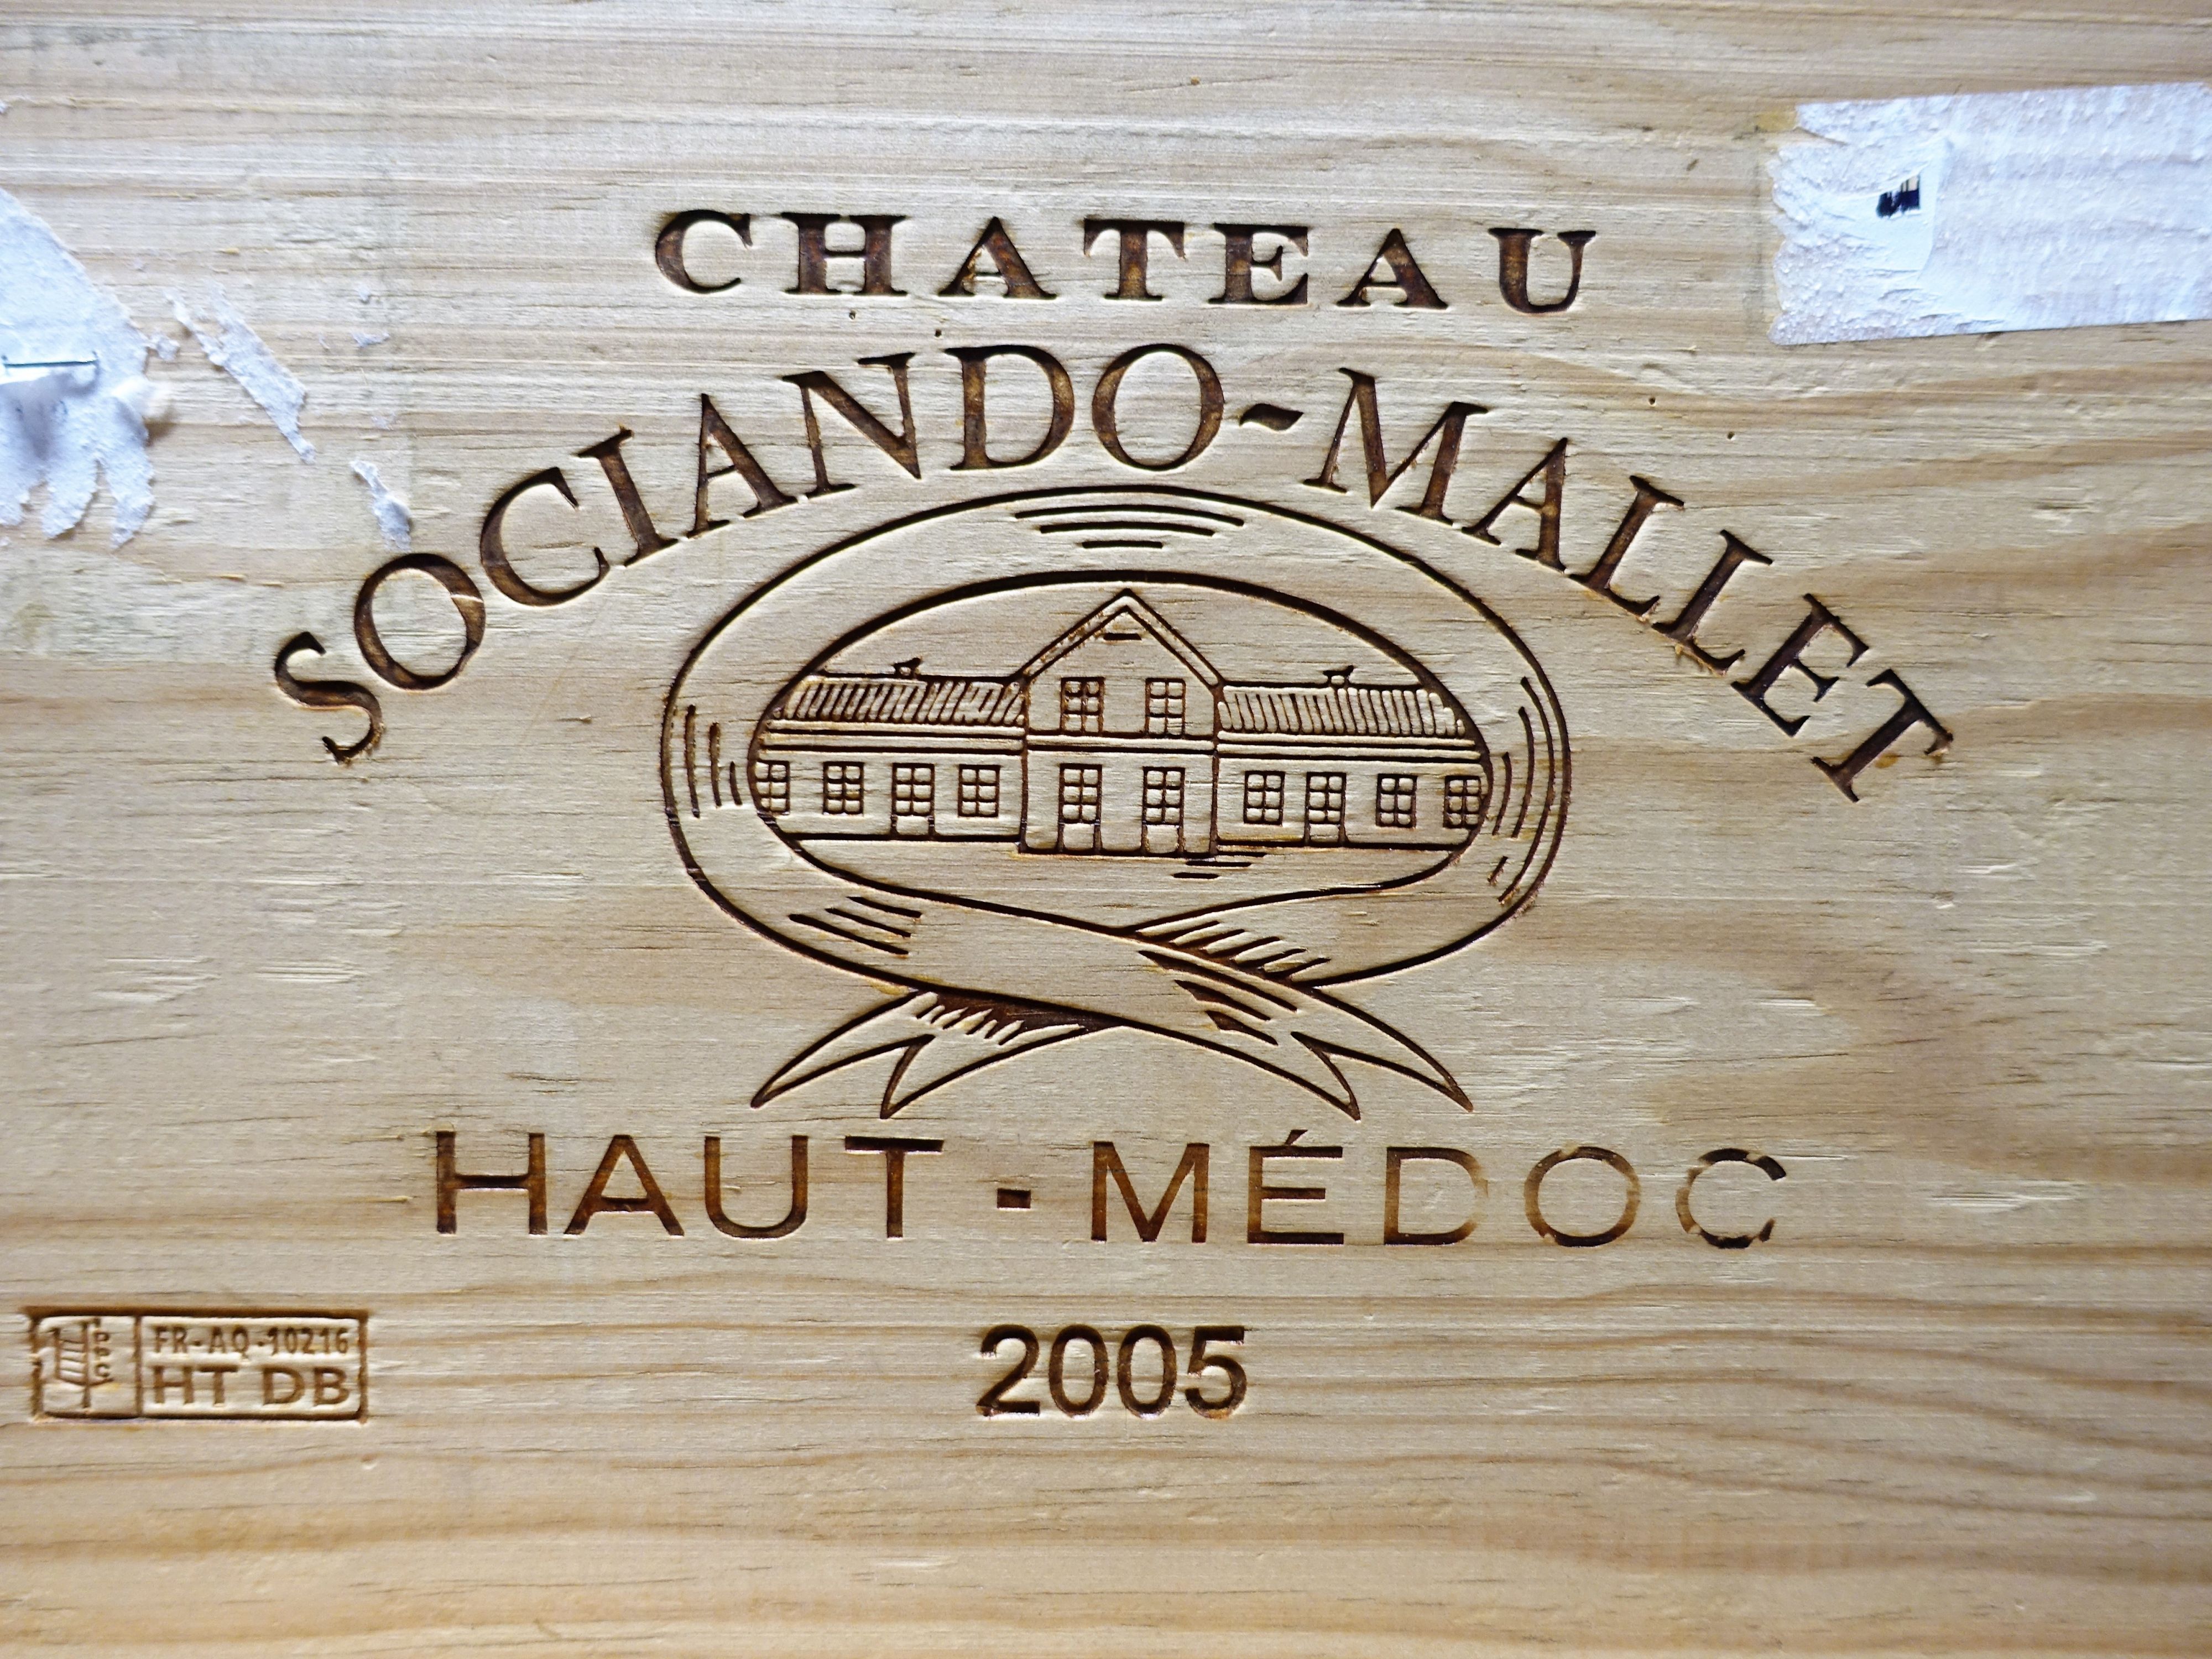 CHATEAU
SOCIANDO-MALLET
HAUT-MÉDOC
2005
FR-AQ-10216
HT DB